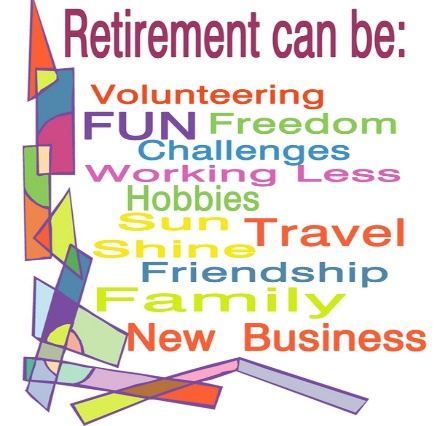 Retirement can be:
Volunteering
FUN Freedom
Challenges
Working Less
Hobbies
Sun
Shine Travel
Friendship
Family
New Business